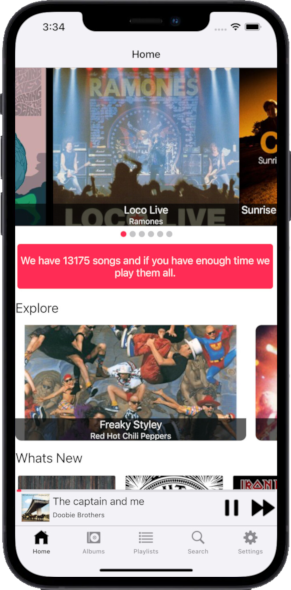 3:34
Home
RAMONES
Loco Live
Ramones
LOCO LIVE
C
Sunri
Sunrise
We have 13175 songs and if you have enough time we
play them all.
Explore
Freaky Styley
Red Hot Chili Peppers
Whats New
IRON
The captain and me
Doobie Brothers
Home
Albums
Playlists
Search
Settings